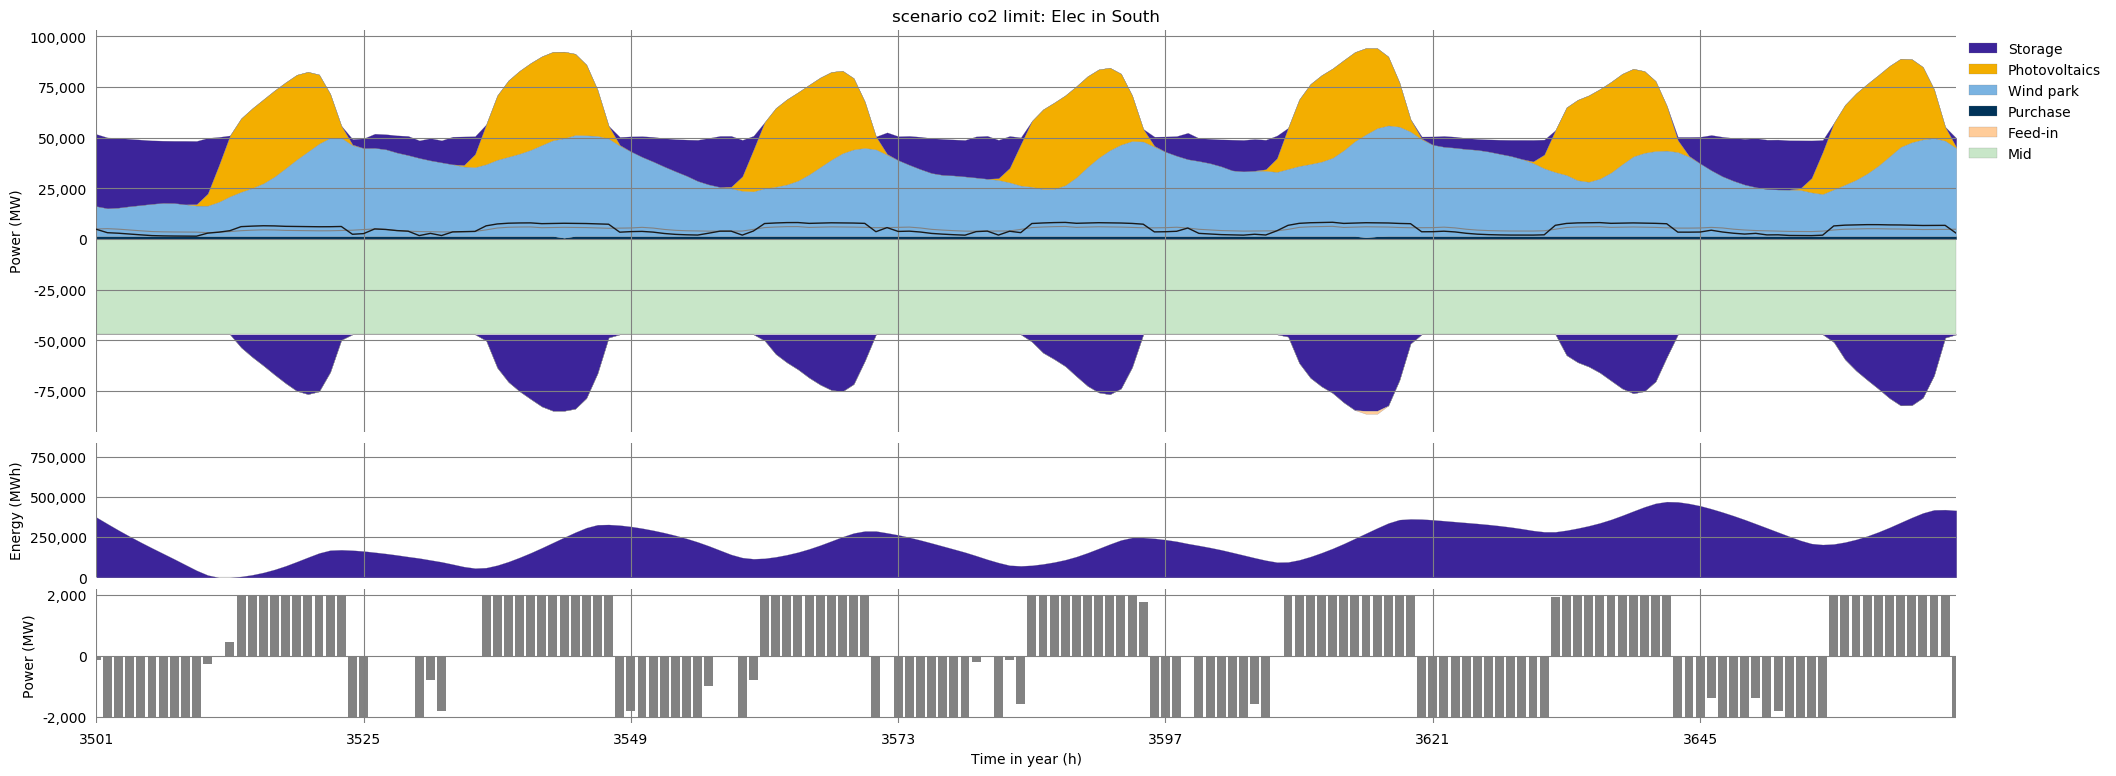 scenario co2 limit: Elec in South
100,000
75,000
50,000
25,000
0
-25,000
-50,000
-75,000
Power (MW)
Storage
Photovoltaics
Wind park
Purchase
Feed-in
Mid
750,000
500,000
250,000
0
Energy (MWh)
2,000
0
-2,000
Power (MW)
3501
3525
3549
3573
3597
3621
3645
Time in year (h)